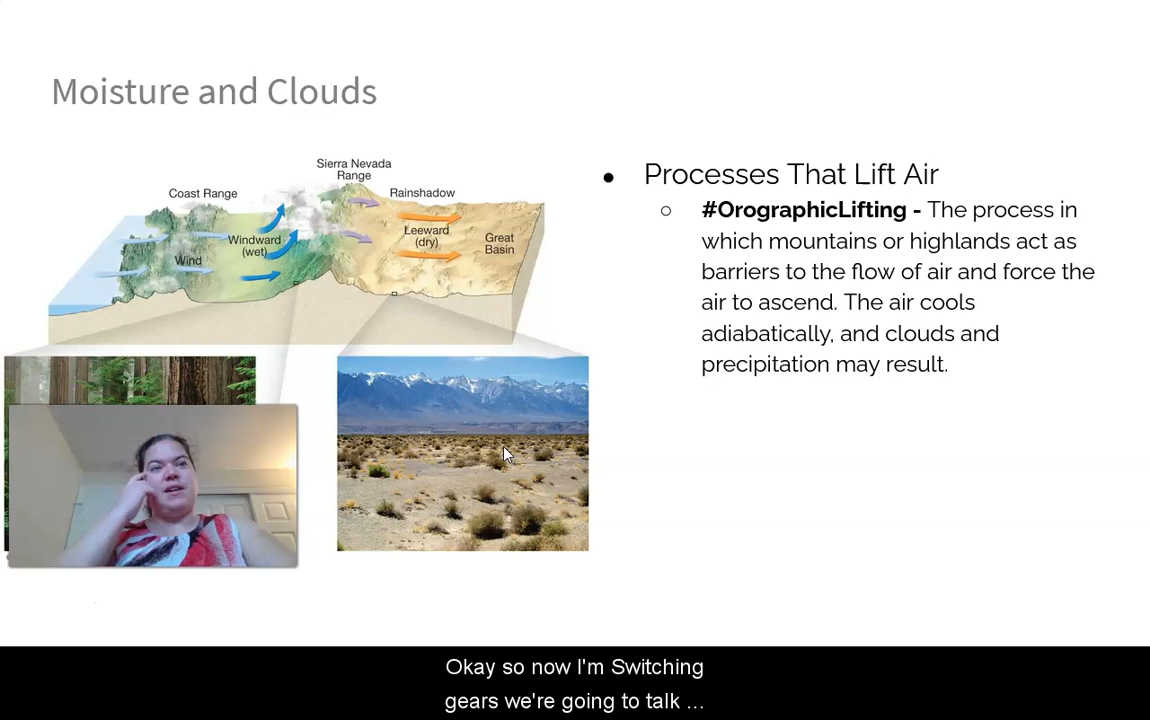 Moisture and Clouds
Sierra Nevada
Range
Coast Range
Rainshadow
Windward
(wet)
Leeward
(dry)
Great
Basin
Wind
● Processes That Lift Air
○ #OrographicLifting - The process in
which mountains or highlands act as
barriers to the flow of air and force the
air to ascend. The air cools
adiabatically, and clouds and
precipitation may result.
Okay so now I'm Switching
gears we're going to talk ...